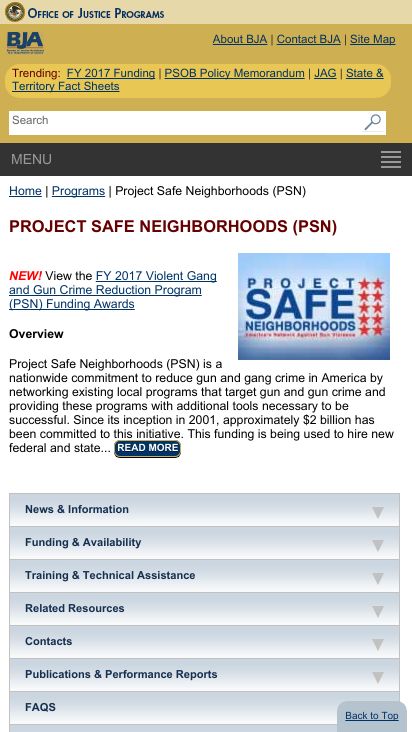 OFFICE OF JUSTICE PROGRAMS
BJA
About BJA | Contact BJA | Site Map
Trending: FY 2017 Funding | PSOB Policy Memorandum | JAG | State &
Territory Fact Sheets
Search
MENU
Home | Programs | Project Safe Neighborhoods (PSN)
PROJECT SAFE NEIGHBORHOODS (PSN)
NEW! View the FY 2017 Violent Gang
and Gun Crime Reduction Program
(PSN) Funding Awards
PROJECT
SAFE
NEIGHBORHOODS
America's Network Against Gun Violence
Overview
Project Safe Neighborhoods (PSN) is a
nationwide commitment to reduce gun and gang crime in America by
networking existing local programs that target gun and gun crime and
providing these programs with additional tools necessary to be
successful. Since its inception in 2001, approximately $2 billion has
been committed to this initiative. This funding is being used to hire new
federal and state... READ MORE
News & Information
Funding & Availability
Training & Technical Assistance
Related Resources
Contacts
Publications & Performance Reports
FAQS
Back to Top